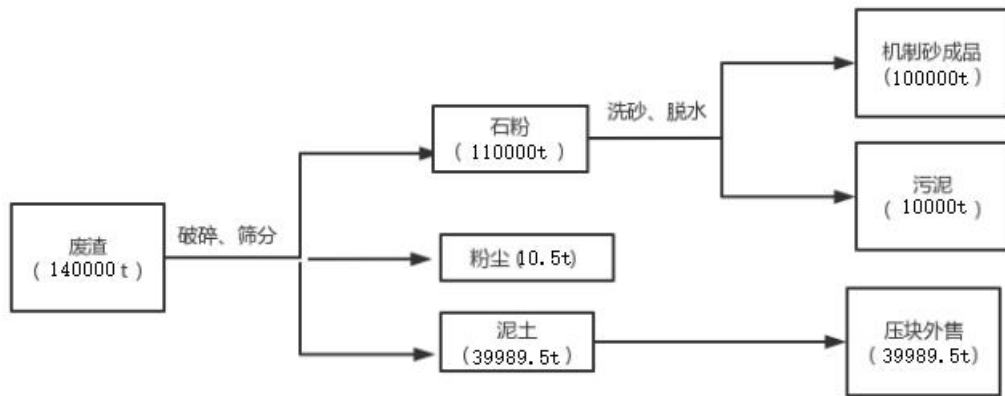 机制砂成品
(100000t)
洗砂、脱水
石粉
( 110000t )
污泥
( 10000t)
废渣
( 140000t )
破碎、筛分
粉尘(10.5t)
泥土
(39989.5t)
压块外售
(39989.5t)